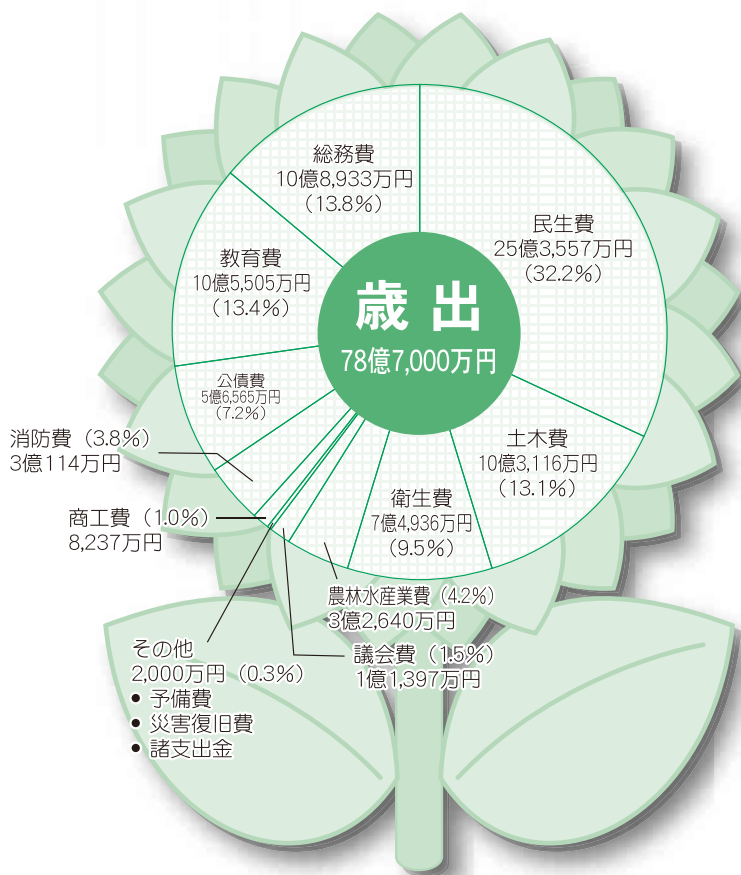 歳出
78億7,000万円
民生費
25億3,557万円
(32.2%)
土木費
10億3,116万円
(13.1%)
衛生費
7億4,936万円
(9.5%)
農林水産業費(4.2%)
3億2,640万円
議会費(1.5%)
1億1,397万円
その他
2,000万円(0.3%)
● 予備費
● 災害復旧費
● 諸支出金
商工費(1.0%)
8,237万円
消防費(3.8%)
3億114万円
公債費
5億6,565万円
(7.2%)
教育費
10億5,505万円
(13.4%)
総務費
10億8,933万円
(13.8%)